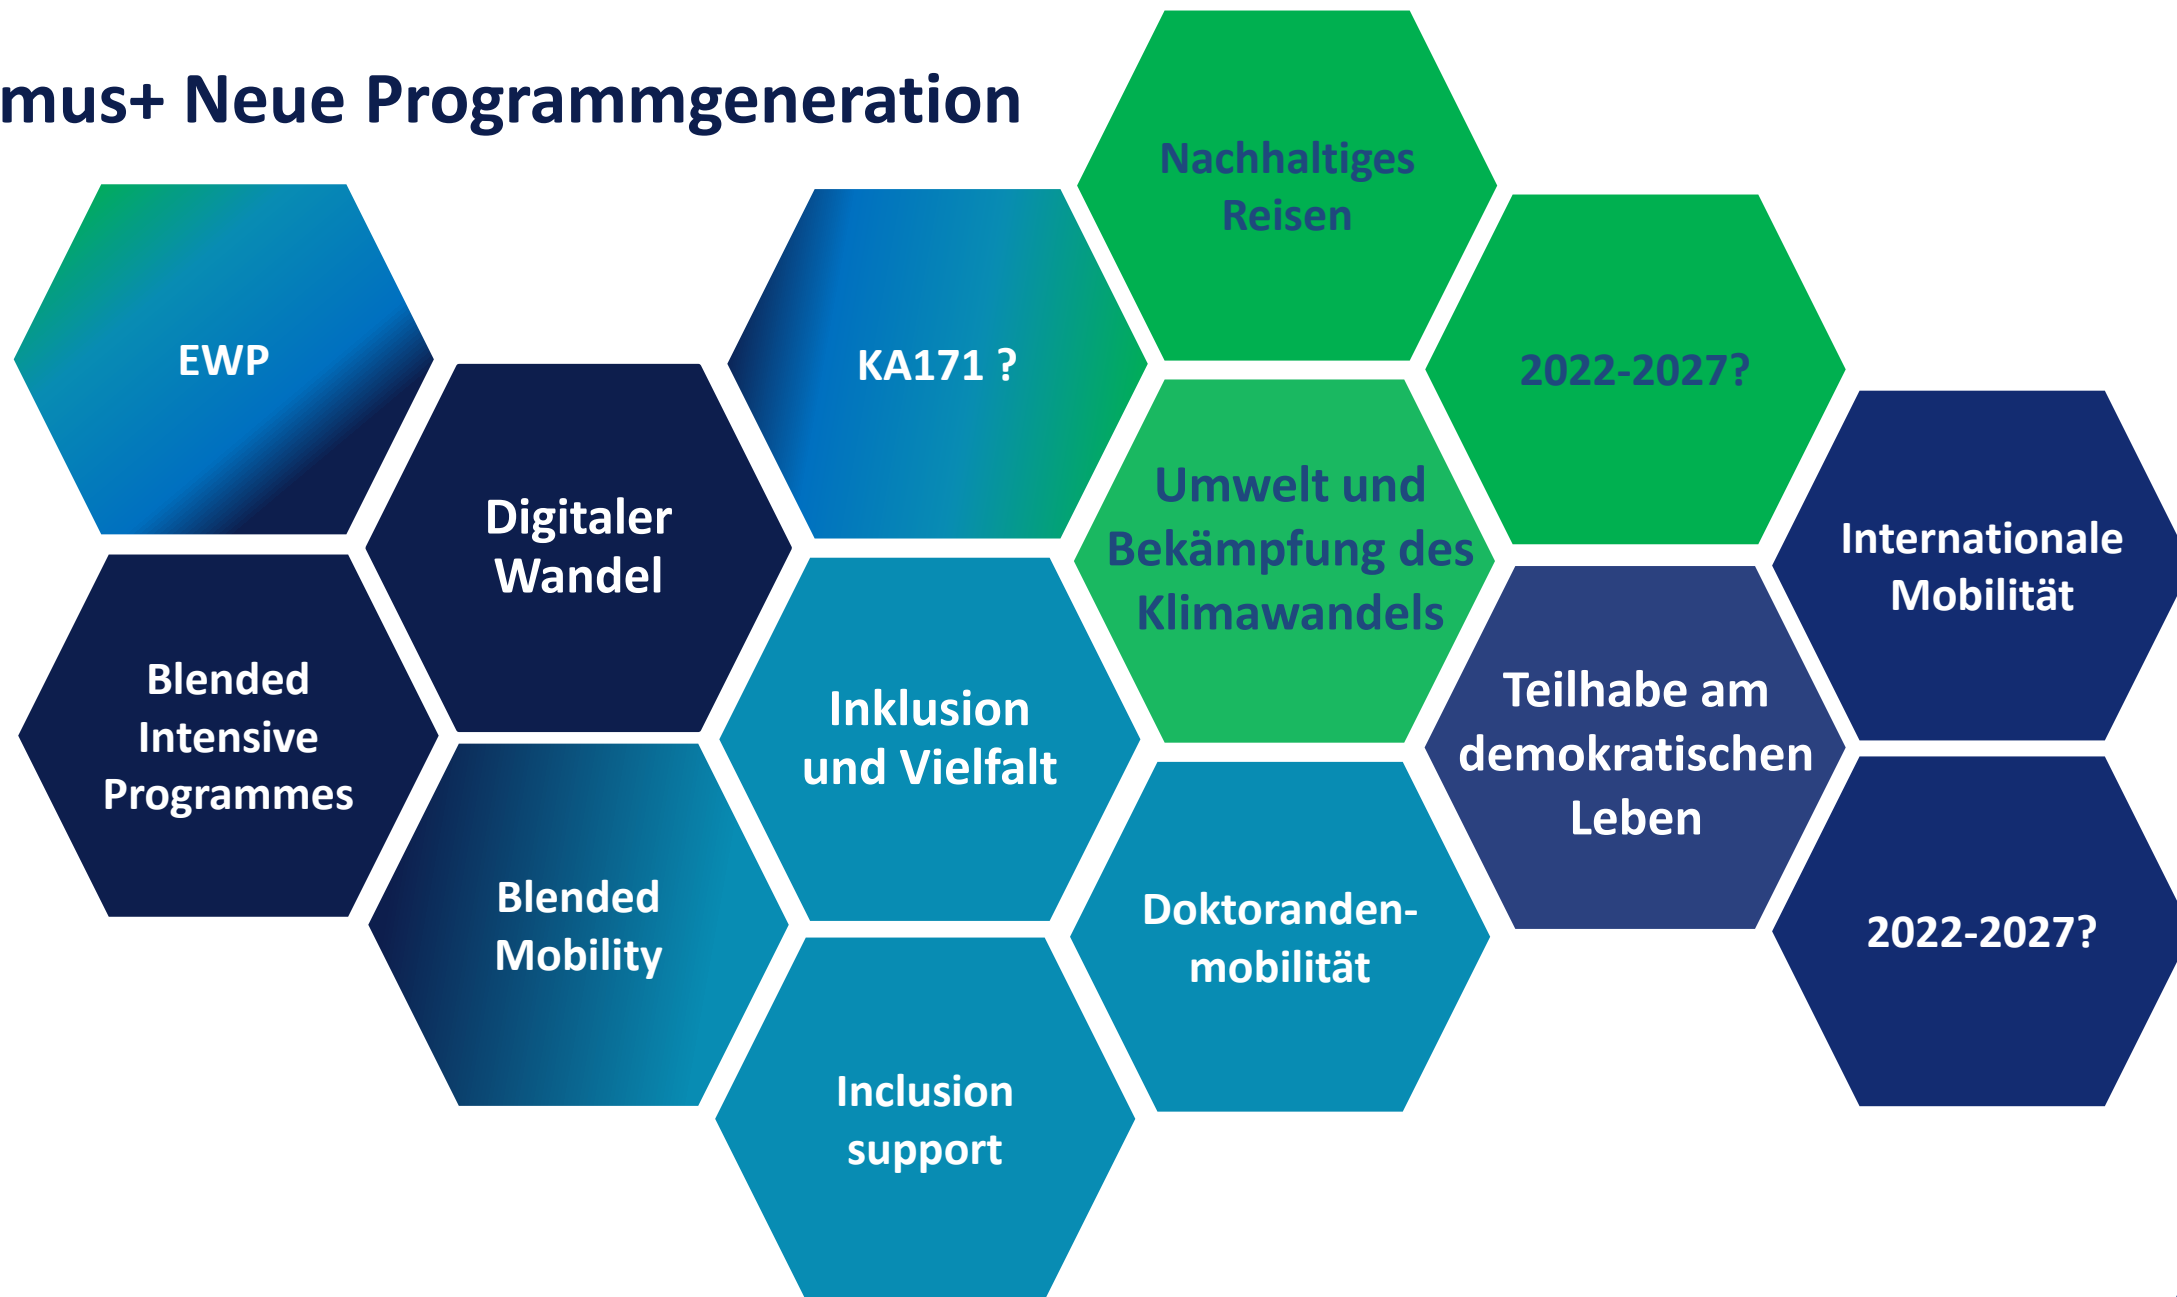 mus+ Neue Programmgeneration
Nachhaltiges
Reisen
EWP
KA171 ?
2022-2027?
Digitaler
Wandel
Umwelt und
Bekämpfung des
Klimawandels
Internationale
Mobilität
Blended
Intensive
Programmes
Inklusion
und Vielfalt
Teilhabe am
demokratischen
Leben
Blended
Mobility
Doktoranden-
mobilität
2022-2027?
Inclusion
support